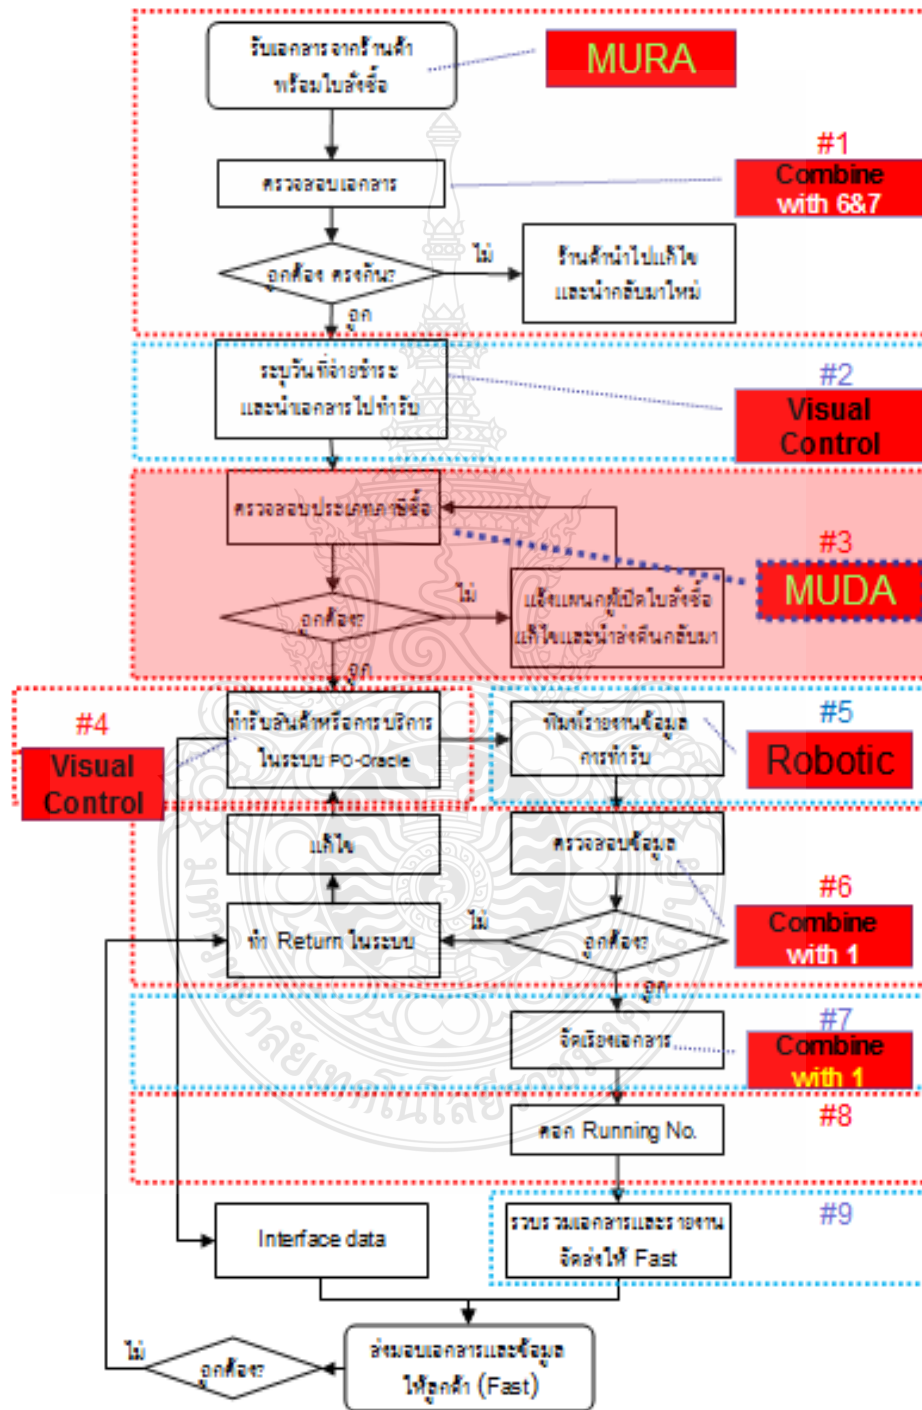 รับเอกสารจากร้านค้า
พร้อมใบสั่งซื้อ
MURA
#1
Combine
with 6&7
ตรวจสอบเอกสาร
ถูกต้อง ตรงกัน?
ไม่
ร้านค้านำไปแก้ไข
และนำกลับมาใหม่
ถูก
ระบุวันที่จ่ายชำระ
และนำเอกสารไปทำรับ
#2
Visual
Control
ตรวจสอบประเภทภาษีซื้อ
#3
MUDA
ถูกต้อง?
ไม่
แจ้งแผนกผู้เปิดใบสั่งซื้อ
แก้ไขและนำส่งคืนกลับมา
ถูก
#4
Visual
Control
ทำรับสินค้าหรือการบริการ
ในระบบ PO-Oracle
พิมพ์รายงานข้อมูล
การทำรับ
#5
Robotic
แก้ไข
ตรวจสอบข้อมูล
#6
Combine
with 1
ทำ Return ในระบบ
ไม่
ถูกต้อง?
ถูก
#7
Combine
with 1
จัดเรียงเอกสาร
#8
ตอก Running No.
#9
Interface data
รวบรวมเอกสารและรายงาน
จัดส่งให้ Fast
ไม่
ถูกต้อง?
ส่งมอบเอกสารและข้อมูล
ให้ลูกค้า (Fast)